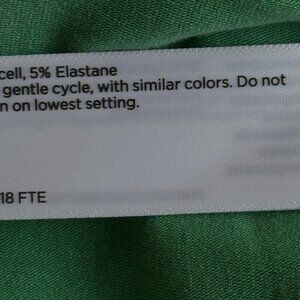 cell, 5% Elastane
gentle cycle, with similar colors. Do not
n on lowest setting.
18 FTE